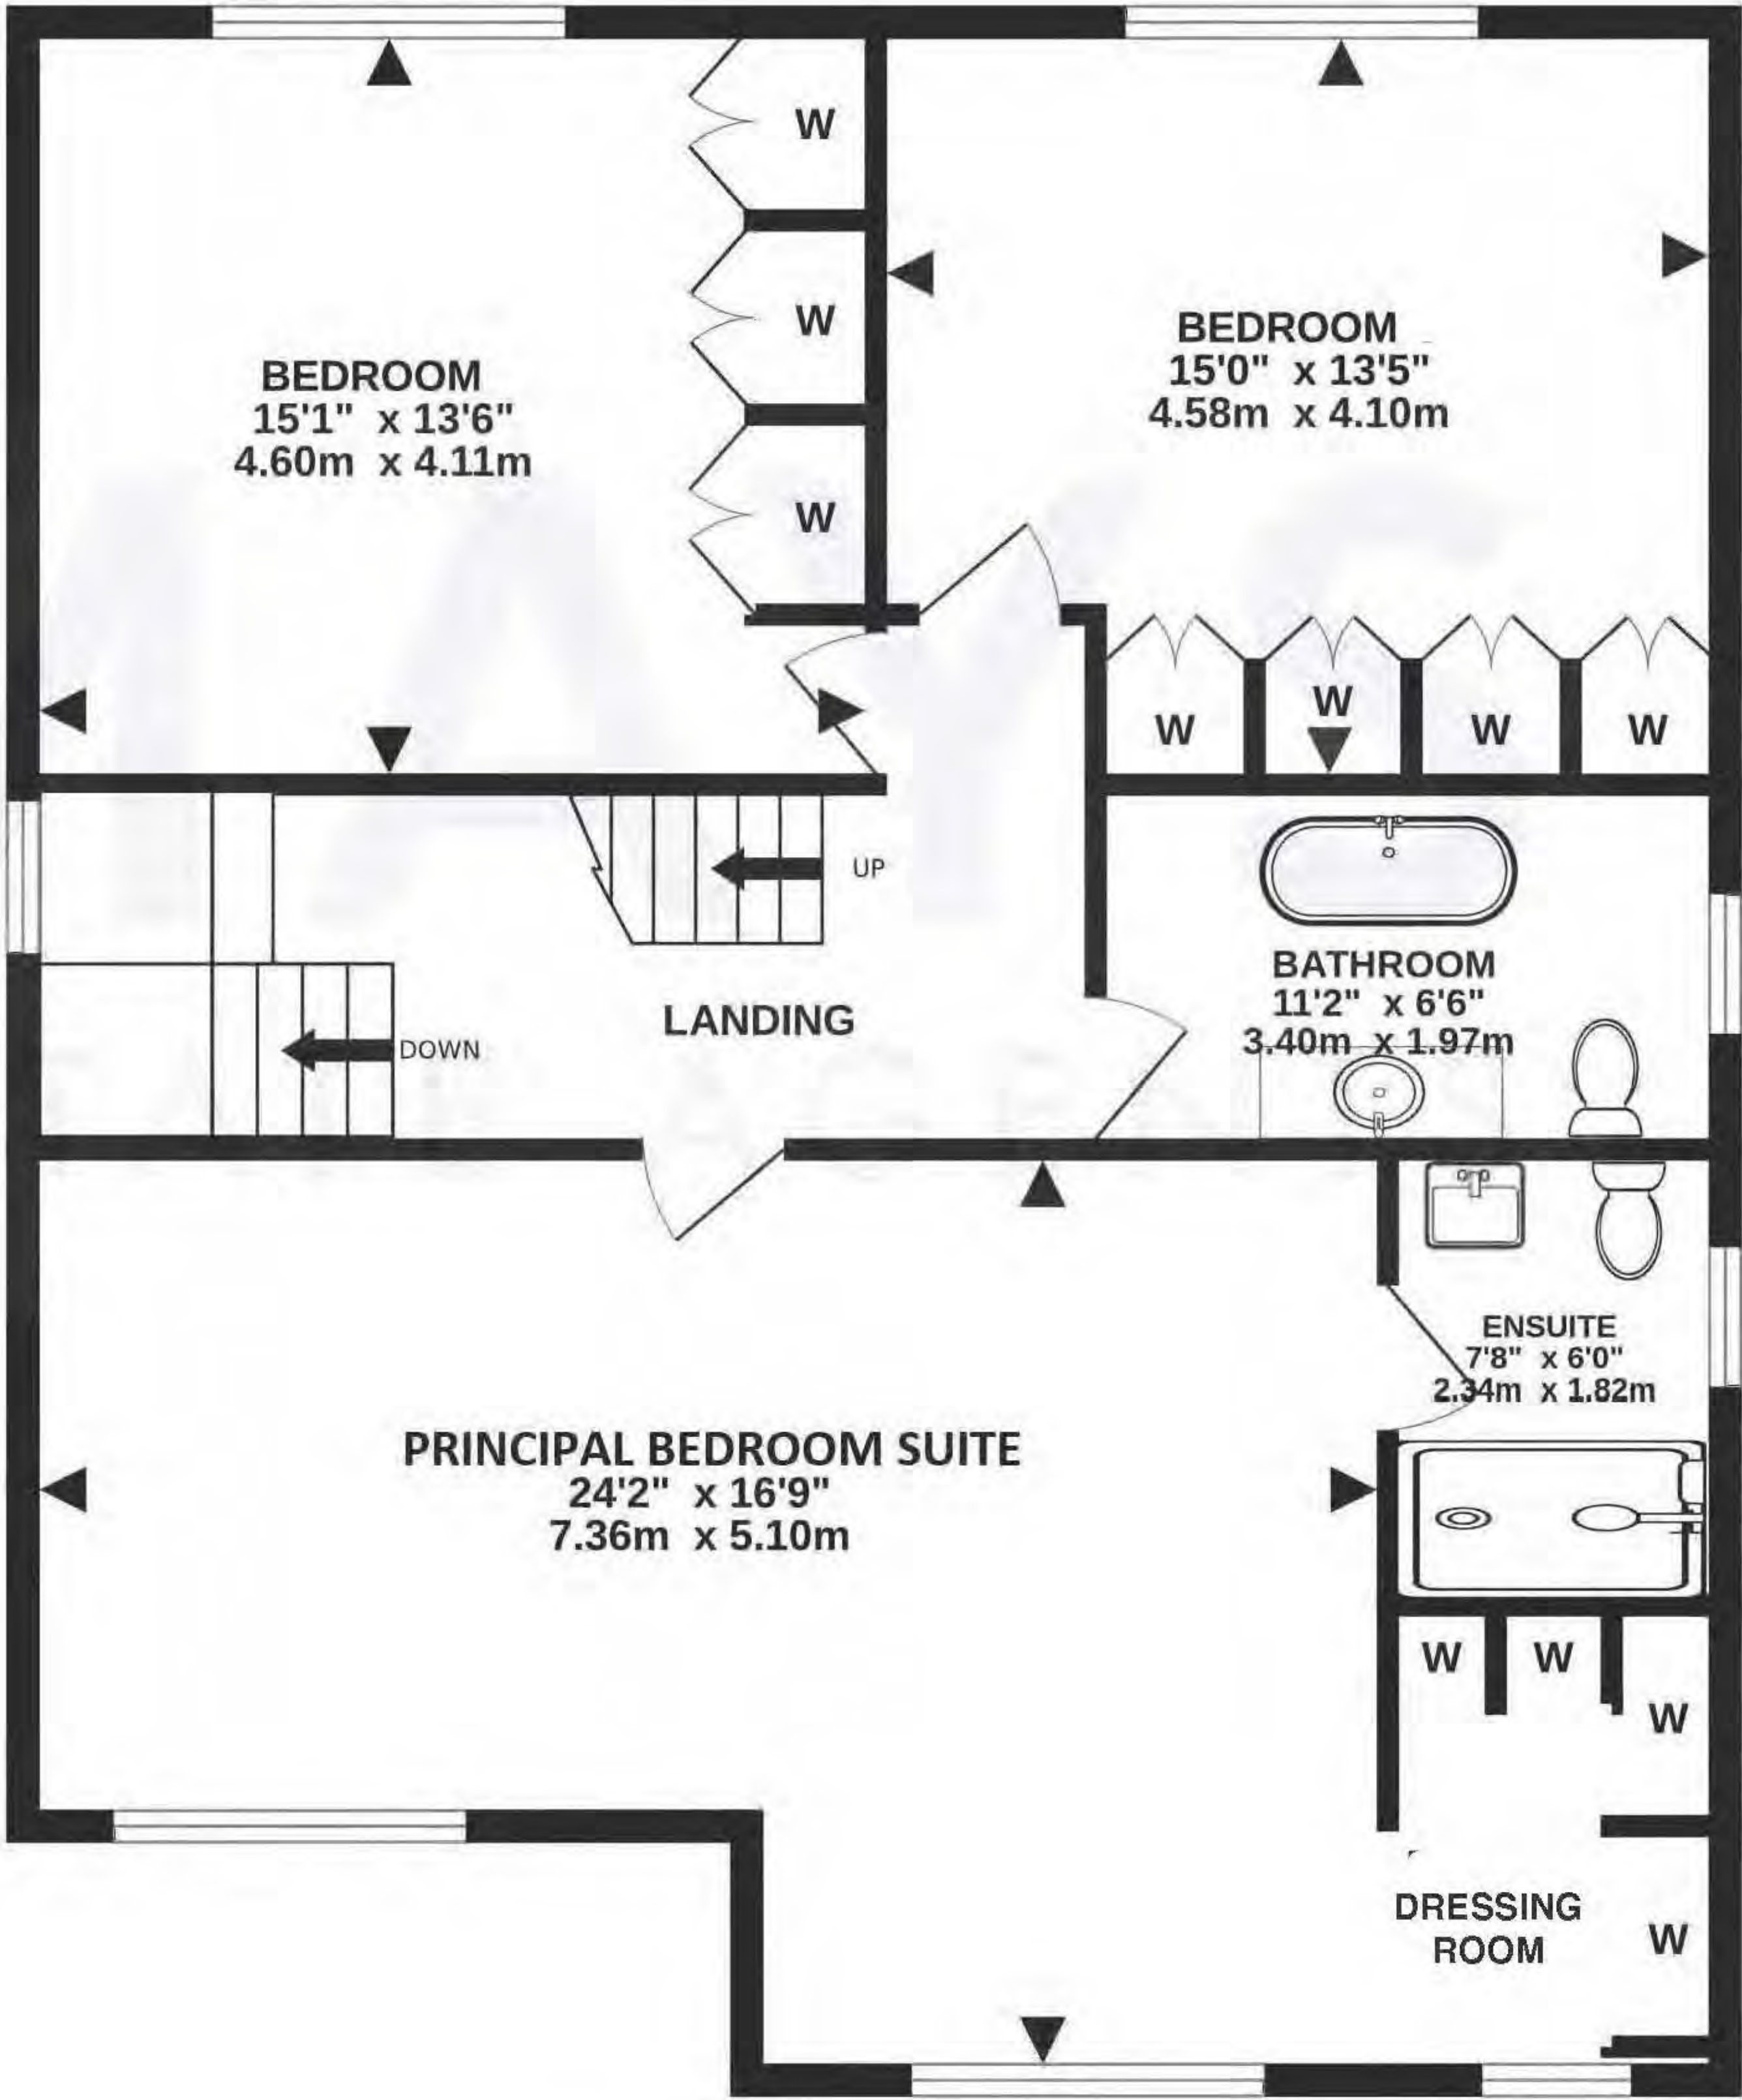 W
W
W
BEDROOM
15'1" x 13'6"
4.60m x 4.11m
BEDROOM
15'0" x 13'5"
4.58m x 4.10m
W
W
W
W
UP
DOWN
LANDING
BATHROOM
11'2" x 6'6"
3.40m x 1.97m
ENSUITE
7'8" x 6'0"
2.34m x 1.82m
PRINCIPAL BEDROOM SUITE
24'2" x 16'9"
7.36m x 5.10m
W
W
W
DRESSING
ROOM
W